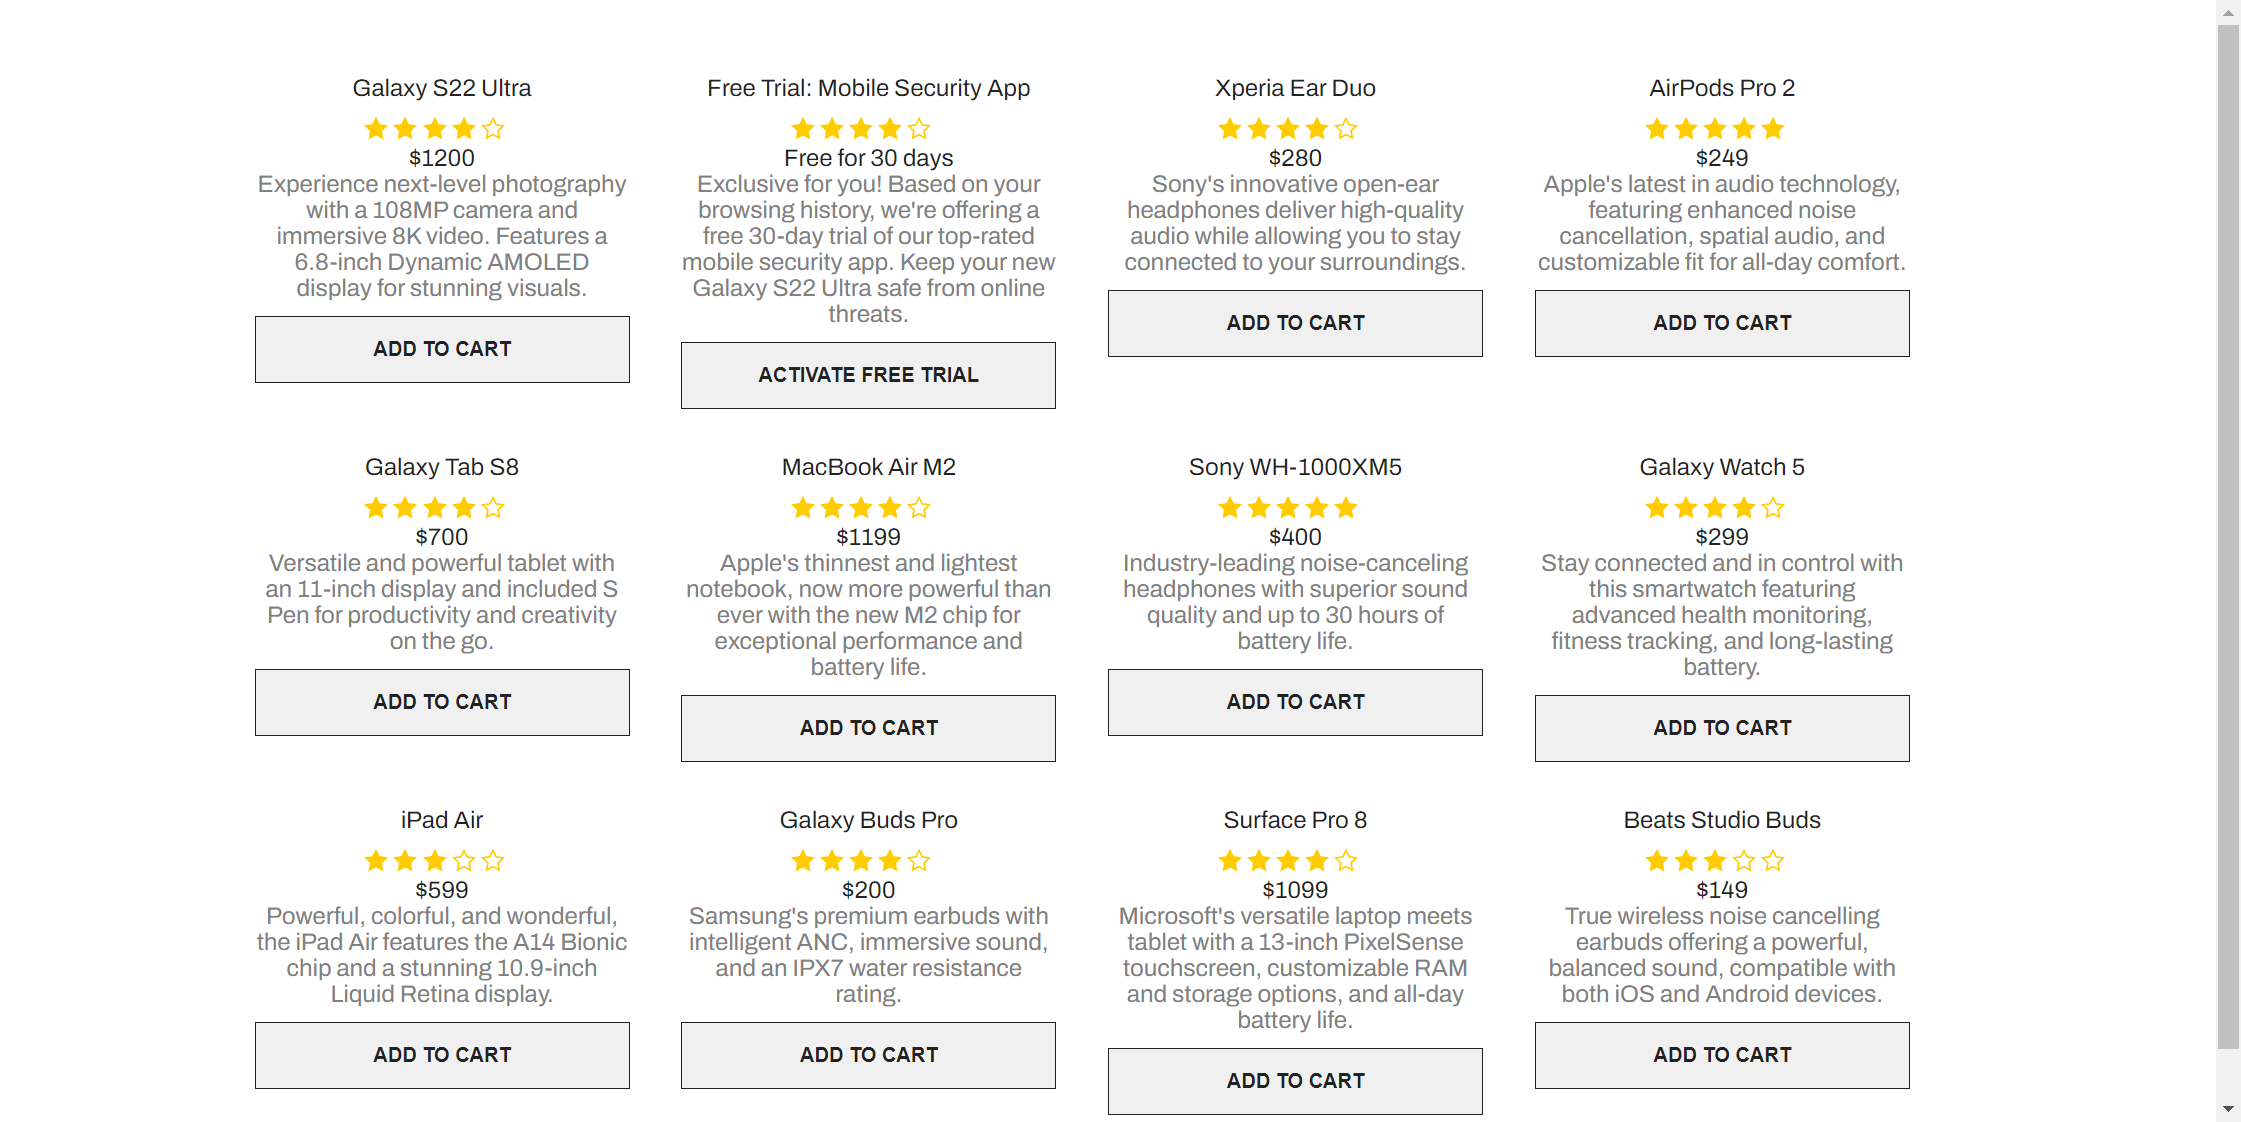 Galaxy S22 Ultra
$1200
Experience next-level photography
with a 108MP camera and
immersive 8K video. Features a
6.8-inch Dynamic AMOLED
display for stunning visuals.
ADD TO CART
Free Trial: Mobile Security App
Free for 30 days
Exclusive for you! Based on your
browsing history, we're offering a
free 30-day trial of our top-rated
mobile security app. Keep your new
Galaxy S22 Ultra safe from online
threats.
ACTIVATE FREE TRIAL
Xperia Ear Duo
$280
Sony's innovative open-ear
headphones deliver high-quality
audio while allowing you to stay
connected to your surroundings.
ADD TO CART
AirPods Pro 2
$249
Apple's latest in audio technology,
featuring enhanced noise
cancellation, spatial audio, and
customizable fit for all-day comfort.
ADD TO CART
Galaxy Tab S8
$700
Versatile and powerful tablet with
an 11-inch display and included S
Pen for productivity and creativity
on the go.
ADD TO CART
MacBook Air M2
$1199
Apple's thinnest and lightest
notebook, now more powerful than
ever with the new M2 chip for
exceptional performance and
battery life.
ADD TO CART
Sony WH-1000XM5
$400
Industry-leading noise-canceling
headphones with superior sound
quality and up to 30 hours of
battery life.
ADD TO CART
Galaxy Watch 5
$299
Stay connected and in control with
this smartwatch featuring
advanced health monitoring,
fitness tracking, and long-lasting
battery.
ADD TO CART
iPad Air
$599
Powerful, colorful, and wonderful,
the iPad Air features the A14 Bionic
chip and a stunning 10.9-inch
Liquid Retina display.
ADD TO CART
Galaxy Buds Pro
$200
Samsung's premium earbuds with
intelligent ANC, immersive sound,
and an IPX7 water resistance
rating.
ADD TO CART
Surface Pro 8
$1099
Microsoft's versatile laptop meets
tablet with a 13-inch PixelSense
touchscreen, customizable RAM
and storage options, and all-day
battery life.
ADD TO CART
Beats Studio Buds
$149
True wireless noise cancelling
earbuds offering a powerful,
balanced sound, compatible with
both iOS and Android devices.
ADD TO CART